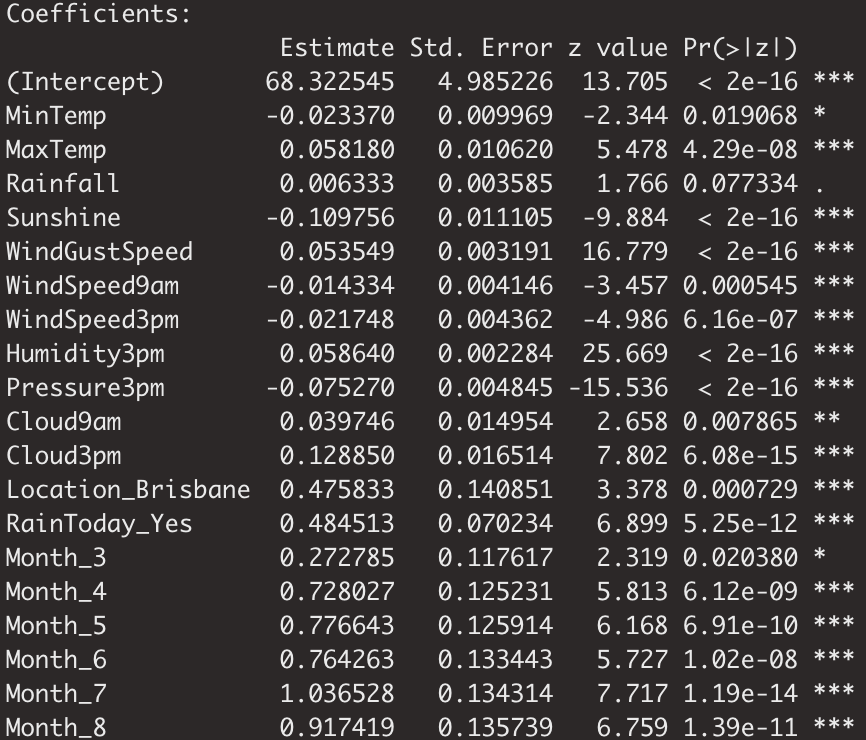 Coefficients:
Estimate Std. Error z value Pr(>|z|)
(Intercept) 68.322545 4.985226 13.705 < 2e-16 ***
MinTemp -0.023370 0.009969 -2.344 0.019068 *
MaxTemp 0.058180 0.010620 5.478 4.29e-08 ***
Rainfall 0.006333 0.003585 1.766 0.077334 .
Sunshine -0.109756 0.011105 -9.884 < 2e-16 ***
WindGustSpeed 0.053549 0.003191 16.779 < 2e-16 ***
WindSpeed9am -0.014334 0.004146 -3.457 0.000545 ***
WindSpeed3pm -0.021748 0.004362 -4.986 6.16e-07 ***
Humidity3pm 0.058640 0.002284 25.669 < 2e-16 ***
Pressure3pm -0.075270 0.004845 -15.536 < 2e-16 ***
Cloud9am 0.039746 0.014954 2.658 0.007865 **
Cloud3pm 0.128850 0.016514 7.802 6.08e-15 ***
Location_Brisbane 0.475833 0.140851 3.378 0.000729 ***
RainToday_Yes 0.484513 0.070234 6.899 5.25e-12 ***
Month_3 0.272785 0.117617 2.319 0.020380 *
Month_4 0.728027 0.125231 5.813 6.12e-09 ***
Month_5 0.776643 0.125914 6.168 6.91e-10 ***
Month_6 0.764263 0.133443 5.727 1.02e-08 ***
Month_7 1.036528 0.134314 7.717 1.19e-14 ***
Month_8 0.917419 0.135739 6.759 1.39e-11 ***